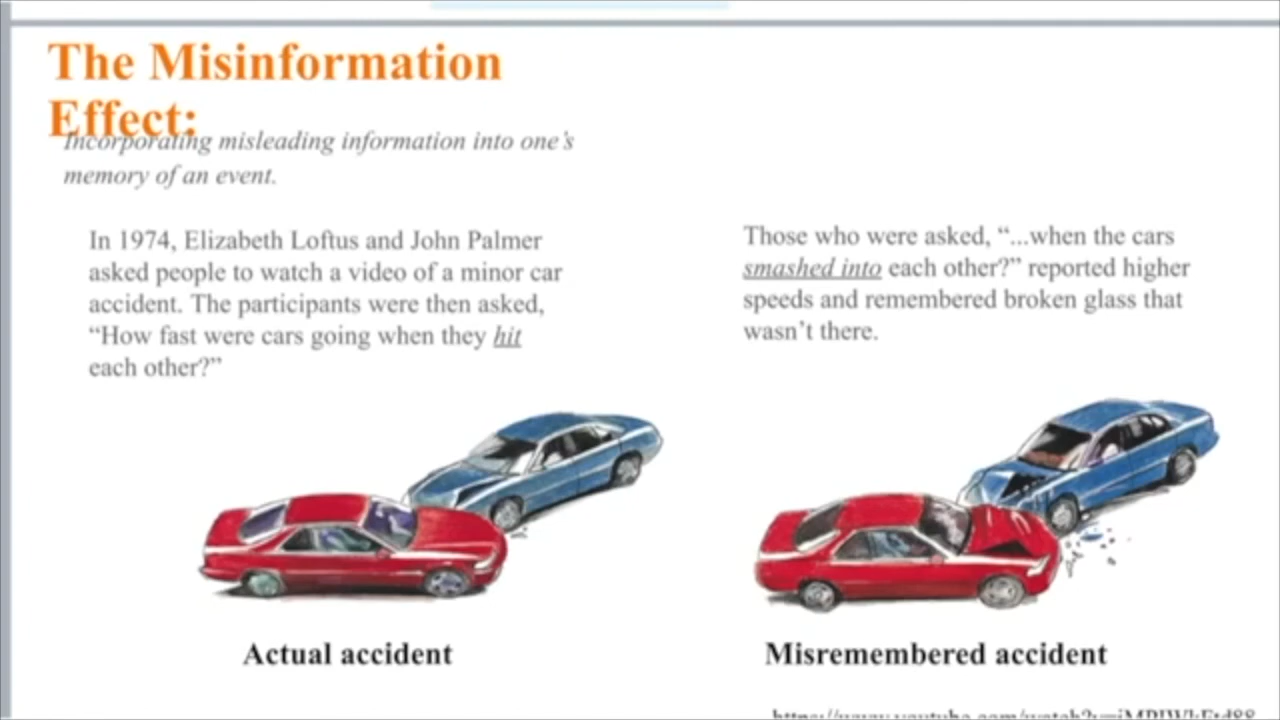 The Misinformation
Effect:
Incorporating misleading information into one's
memory of an event.
In 1974, Elizabeth Loftus and John Palmer
asked people to watch a video of a minor car
accident. The participants were then asked,
“How fast were cars going when they hit
each other?”
Those who were asked, “...when the cars
smashed into each other?” reported higher
speeds and remembered broken glass that
wasn't there.
Actual accident
Misremembered accident